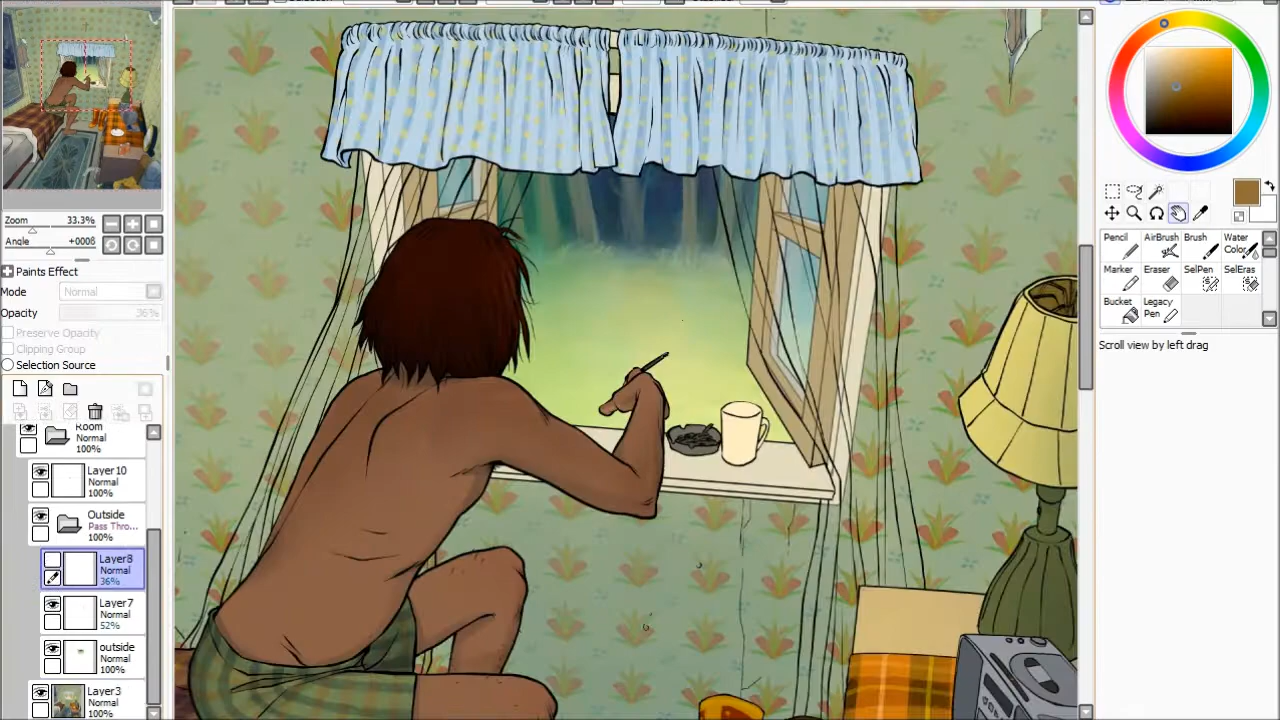 Zoom 33.3%
Angle +0008
Paints Effect
Mode Normal
Opacity 36%
Preserve Opacity
Clipping Group
Selection Source
Room
Normal
100%
Layer10
Normal
100%
Outside
Pass Thro...
100%
Layer8
Normal
36%
Layer7
Normal
52%
outside
Normal
100%
Layer3
Normal
100%
Pencil AirBrush Brush Water Color
Marker Eraser SelPen SelEras
Bucket Legacy Pen
Scroll view by left drag